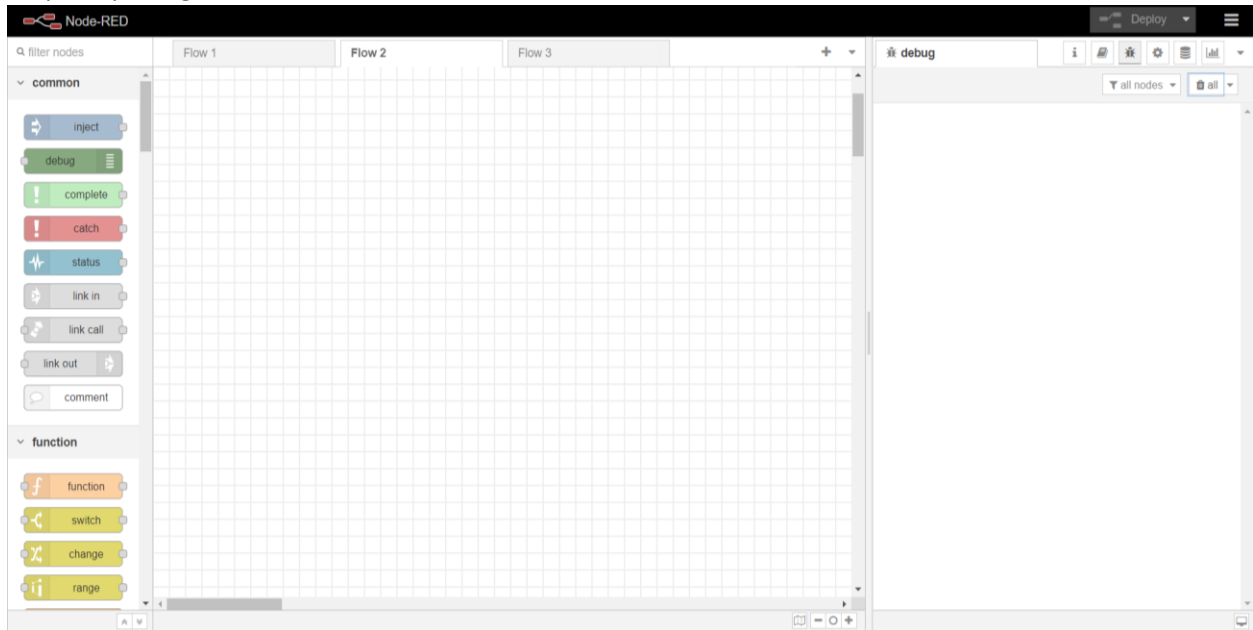 Node-RED
Deploy
filter nodes
Flow 1
Flow 2
Flow 3
debug
i
common
all nodes
all
inject
debug
complete
catch
status
link in
link call
link out
comment
function
function
switch
change
range